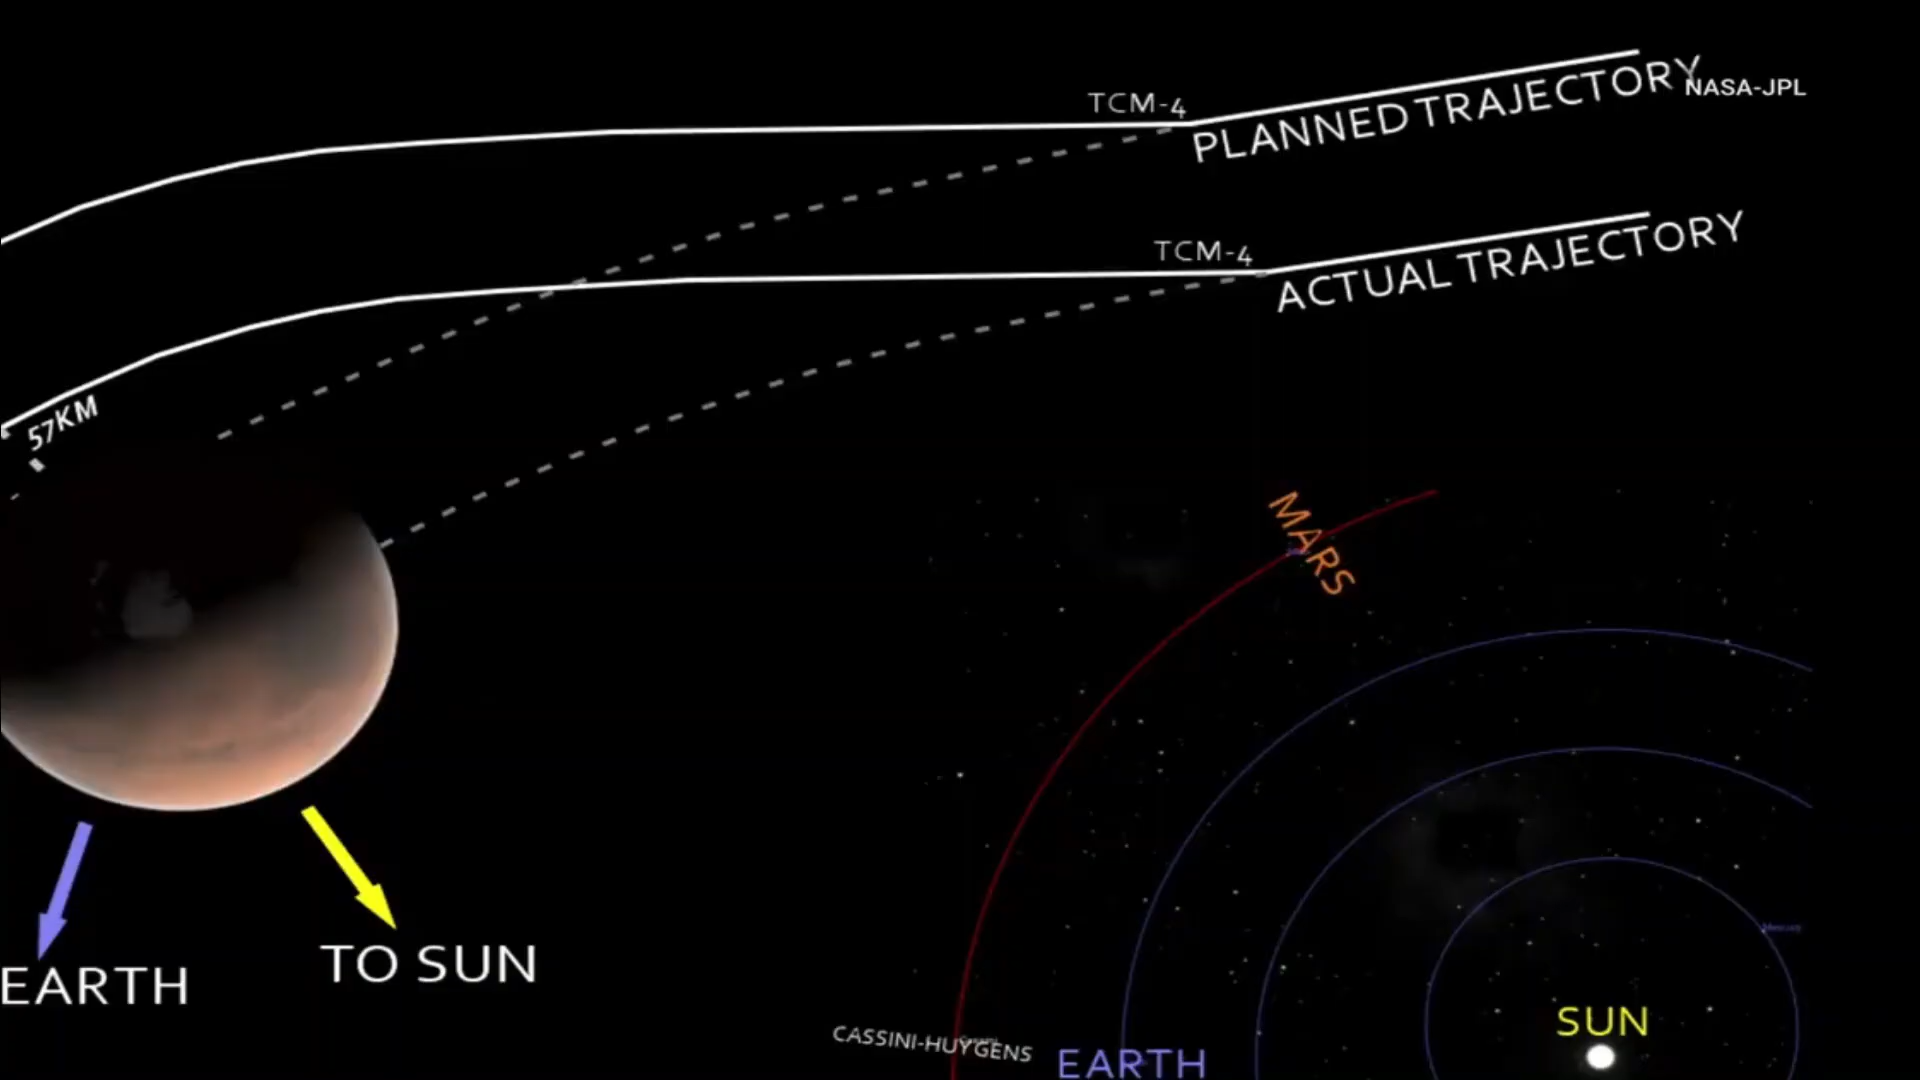 TCM-4
PLANNED TRAJECTORY
NASA-JPL
TCM-4
ACTUAL TRAJECTORY
57KM
MARS
Mercury
EARTH
TO SUN
SUN
CASSINI-HUYGENS
EARTH